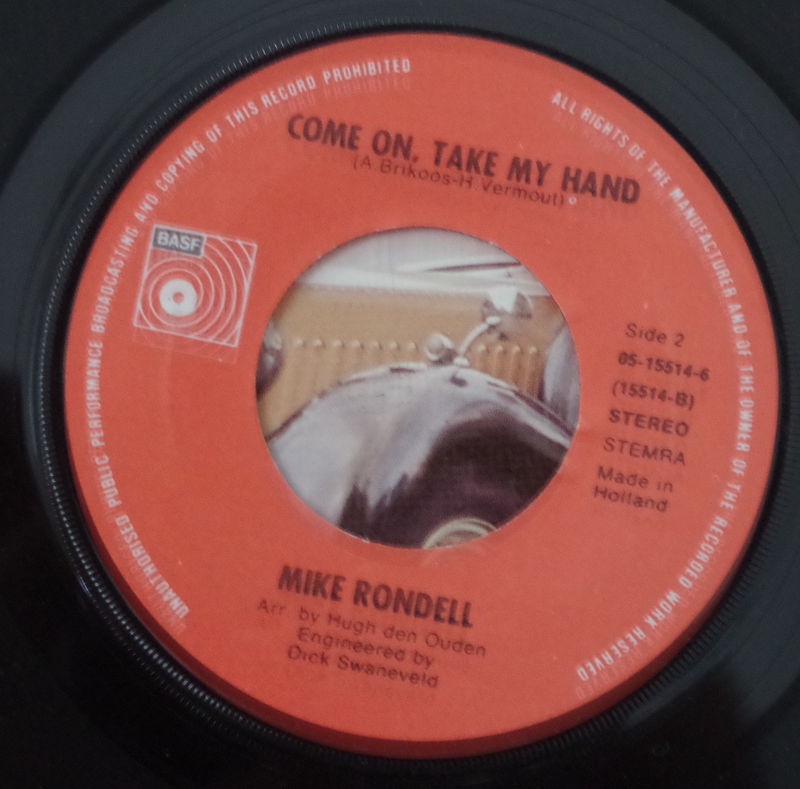 UNAUTHORISED PUBLIC PERFORMANCE BROADCASTING AND COPYING OF THIS RECORD PROHIBITED
ALL RIGHTS OF THE MANUFACTURER AND OF THE OWNER OF THE RECORDED WORK RESERVED
COME ON, TAKE MY HAND
(A.Brikoos-H.Vermout)
BASF
Side 2
05-15514-6
(15514-B)
STEREO
STEMRA
Made in
Holland
MIKE RONDELL
Arr. by Hugh den Ouden
Engineered by
Dick Swaneveld